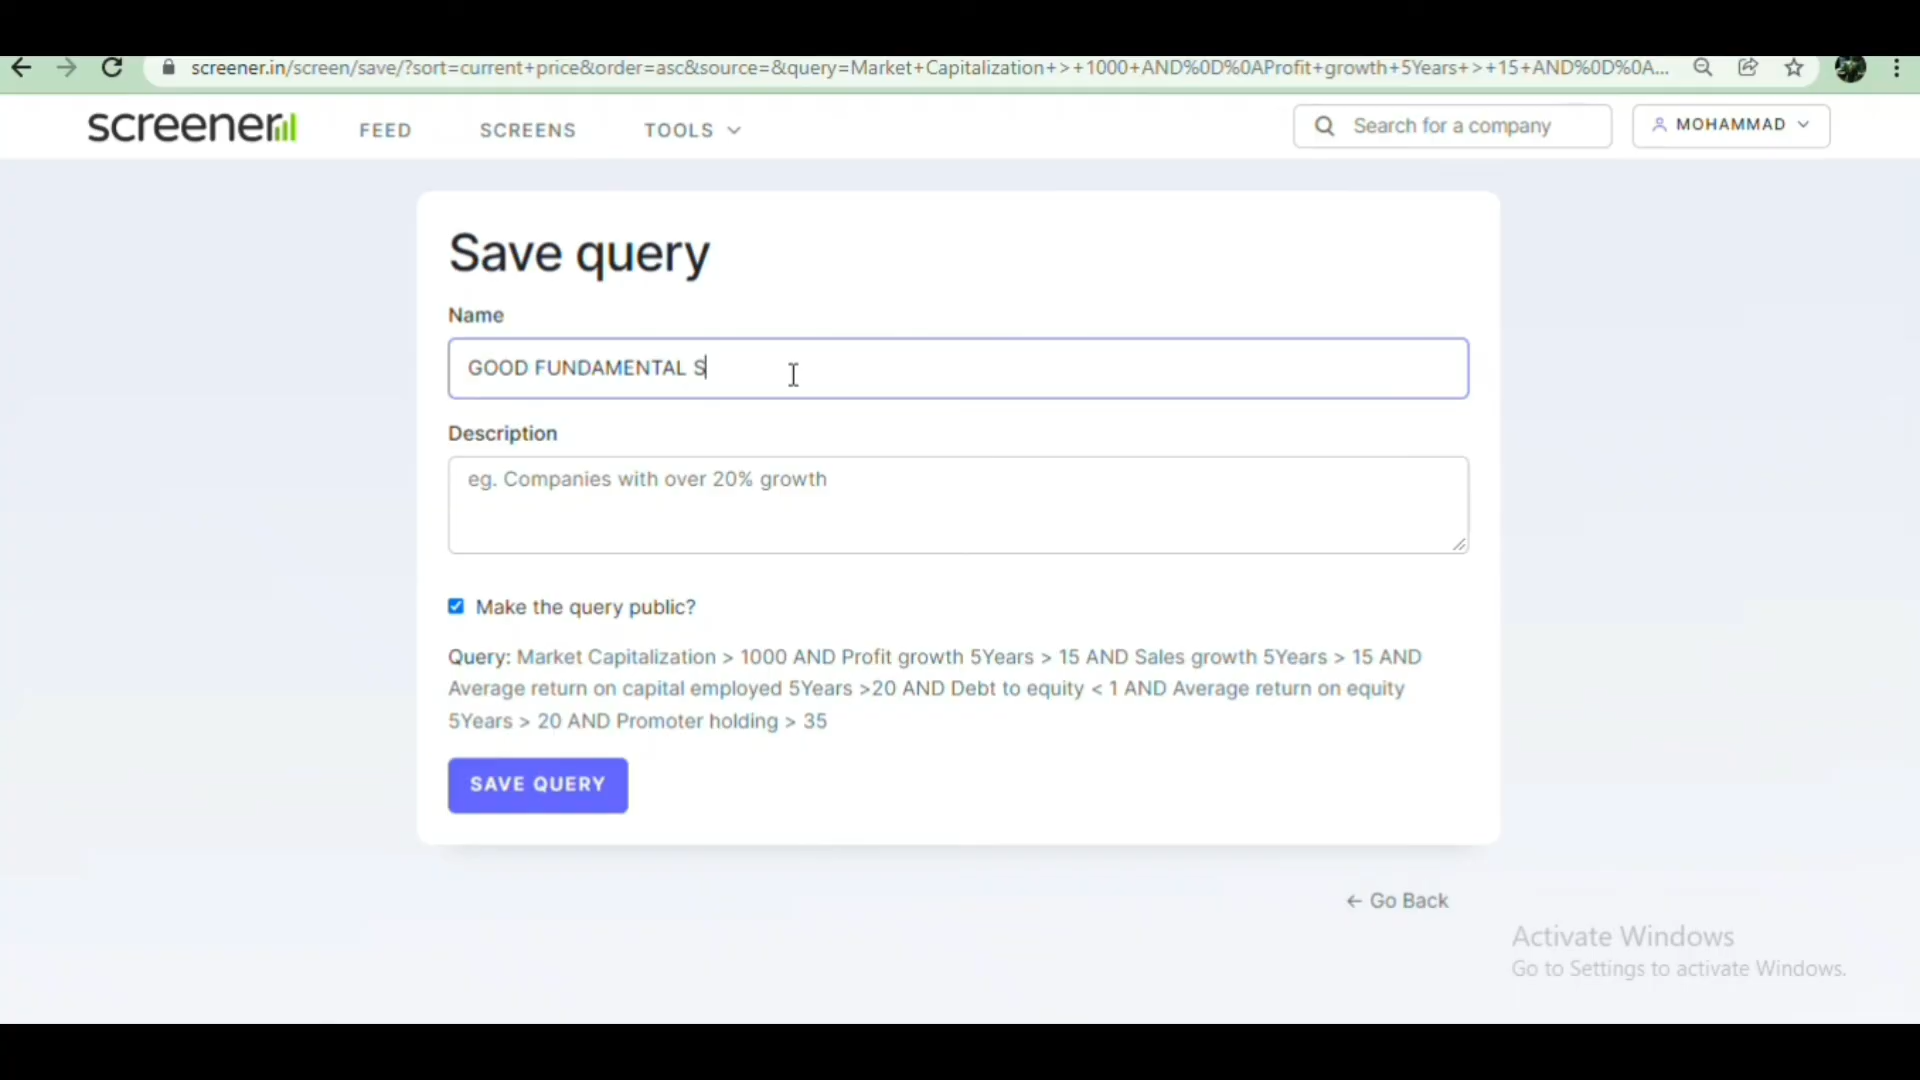 screener.in/screen/save/?sort=current+price&order=asc&source=&query=Market+Capitalization+>+1000+AND%0D%0AProfit+growth+5Years+>+15+AND%0D%0A...
screener FEED SCREENS TOOLS Search for a company MOHAMMAD
Save query
Name
GOOD FUNDAMENTAL S
Description
eg. Companies with over 20% growth
Make the query public?
Query: Market Capitalization > 1000 AND Profit growth 5Years > 15 AND Sales growth 5Years > 15 AND
Average return on capital employed 5Years >20 AND Debt to equity < 1 AND Average return on equity
5Years > 20 AND Promoter holding > 35
SAVE QUERY
← Go Back
Activate Windows
Go to Settings to activate Windows.